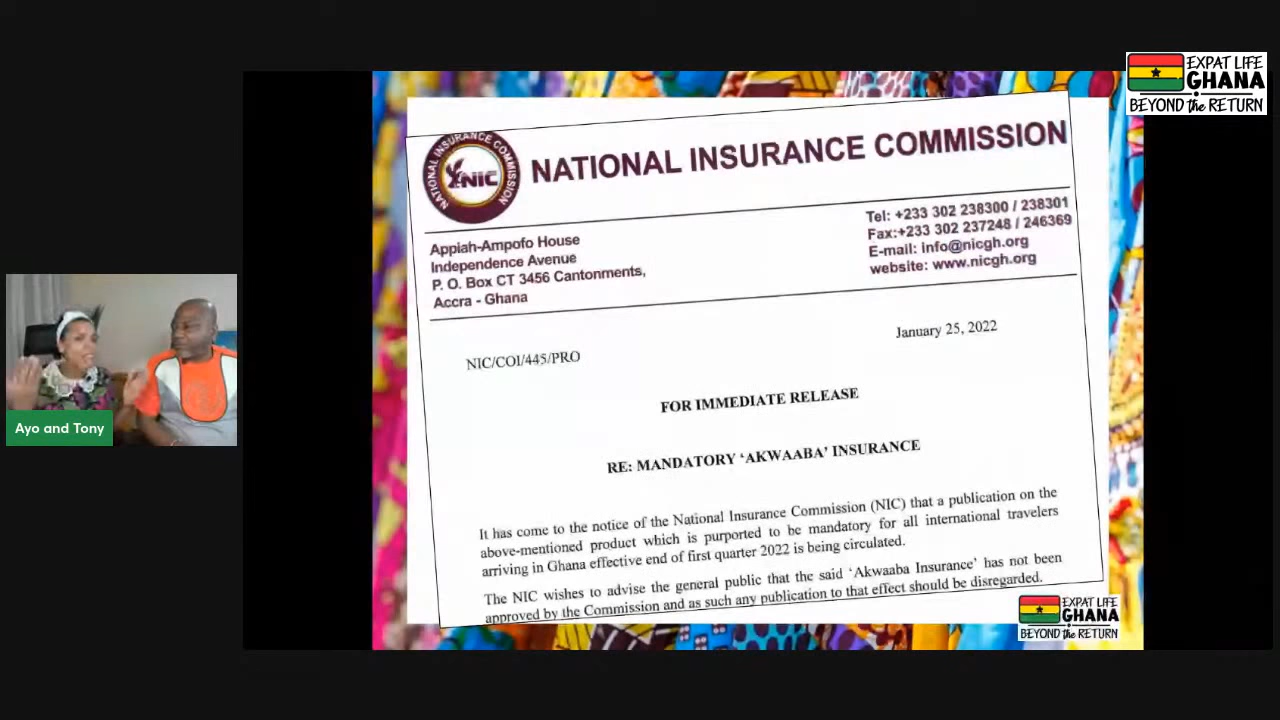 EXPAT LIFE
GHANA
BEYOND the RETURN
NATIONAL INSURANCE COMMISSION
NIC
NATIONAL INSURANCE COMMISSION
Appiah-Ampofo House
Independence Avenue
P. O. Box CT 3456 Cantonments,
Accra - Ghana
Tel: +233 302 238300 / 238301
Fax:+233 302 237248 / 246369
E-mail: info@nicgh.org
website: www.nicgh.org
January 25, 2022
NIC/COI/445/PRO
FOR IMMEDIATE RELEASE
RE: MANDATORY ‘AKWAABA’ INSURANCE
It has come to the notice of the National Insurance Commission (NIC) that a publication on the
above-mentioned product which is purported to be mandatory for all international travelers
arriving in Ghana effective end of first quarter 2022 is being circulated.
The NIC wishes to advise the general public that the said ‘Akwaaba Insurance’ has not been
approved by the Commission and as such any publication to that effect should be disregarded.
Ayo and Tony
EXPAT LIFE
GHANA
BEYOND the RETURN